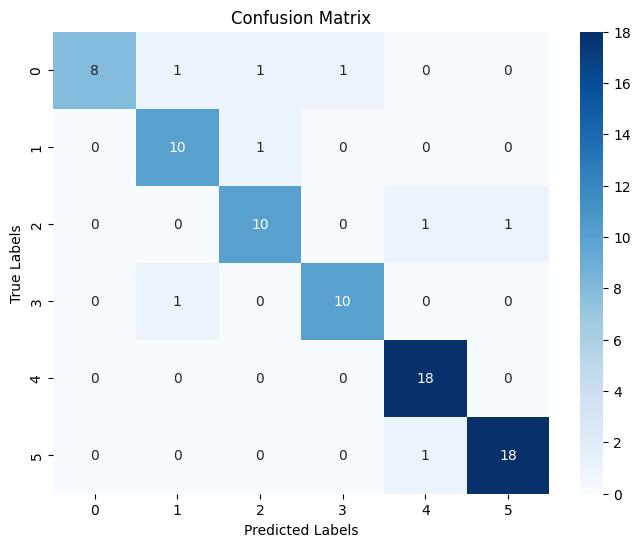 Confusion Matrix
True Labels
0 8 1 1 1 0 0
1 0 10 1 0 0 0
2 0 0 10 0 1 1
3 0 1 0 10 0 0
4 0 0 0 0 18 0
5 0 0 0 0 1 18
0 1 2 3 4 5
Predicted Labels
18
16
14
12
10
8
6
4
2
0